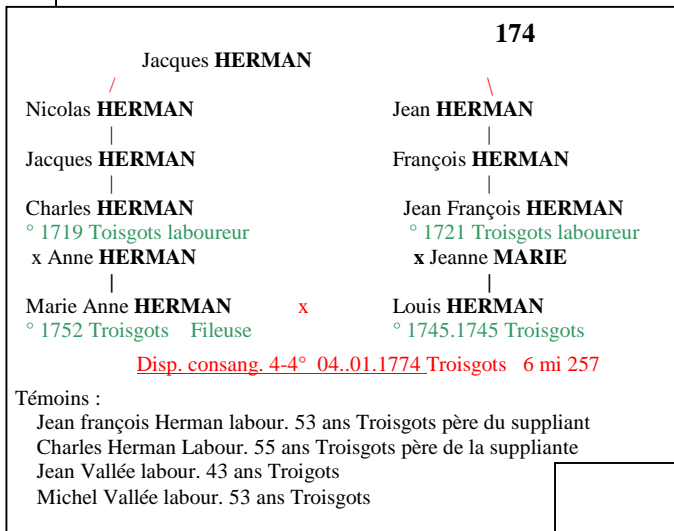 174
Jacques HERMAN
/ \
Nicolas HERMAN Jean HERMAN
| |
Jacques HERMAN François HERMAN
| |
Charles HERMAN Jean François HERMAN
° 1719 Toisgots laboureur ° 1721 Troisgots laboureur
x Anne HERMAN x Jeanne MARIE
| |
Marie Anne HERMAN x Louis HERMAN
° 1752 Troisgots Fileuse ° 1745.1745 Troisgots
Disp. consang. 4-4° 04..01.1774 Troisgots 6 mi 257
Témoins :
Jean françois Herman labour. 53 ans Troisgots père du suppliant
Charles Herman Labour. 55 ans Troisgots père de la suppliante
Jean Vallée labour. 43 ans Troigots
Michel Vallée labour. 53 ans Troisgots